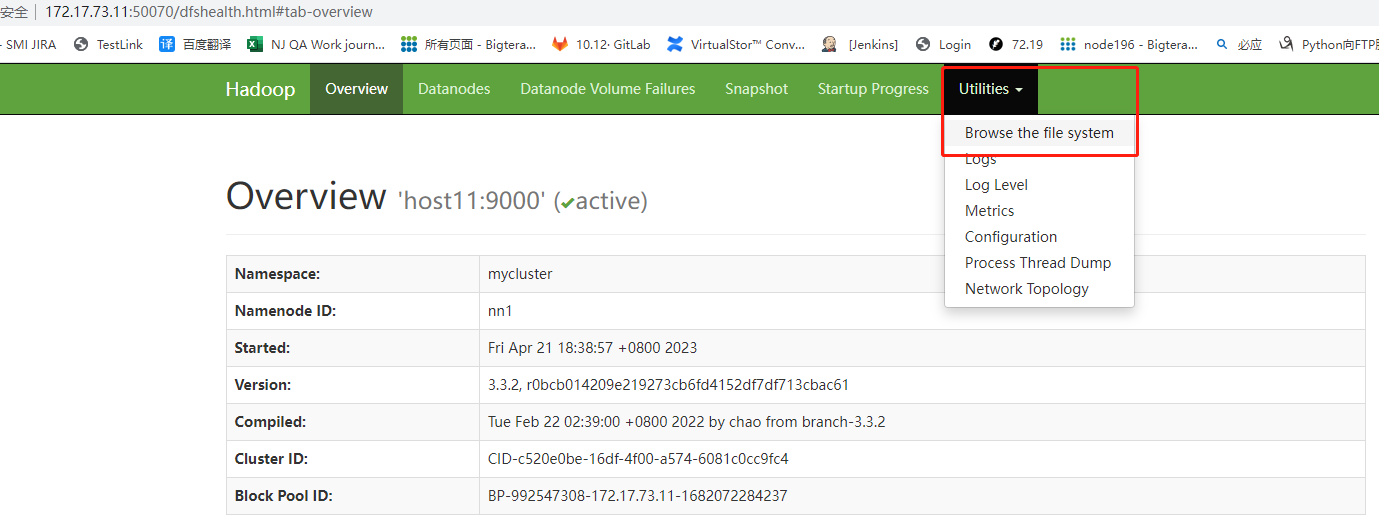 安全 | 172.17.73.11:50070/dfshealth.html#tab-overview
- SMI JIRA TestLink 译 百度翻译 NJ QA Work journ... 所有页面 - Bigtera... 10.12· GitLab VirtualStor™ Conv... [Jenkins] Login 72.19 node196 - Bigtera... 必应 Python向FTP服
Hadoop Overview Datanodes Datanode Volume Failures Snapshot Startup Progress Utilities
Browse the file system
Logs
Log Level
Metrics
Configuration
Process Thread Dump
Network Topology
Overview 'host11:9000' (✔active)
Namespace: mycluster
Namenode ID: nn1
Started: Fri Apr 21 18:38:57 +0800 2023
Version: 3.3.2, r0bcb014209e219273cb6fd4152df7df713cbac61
Compiled: Tue Feb 22 02:39:00 +0800 2022 by chao from branch-3.3.2
Cluster ID: CID-c520e0be-16df-4f00-a574-6081c0cc9fc4
Block Pool ID: BP-992547308-172.17.73.11-1682072284237